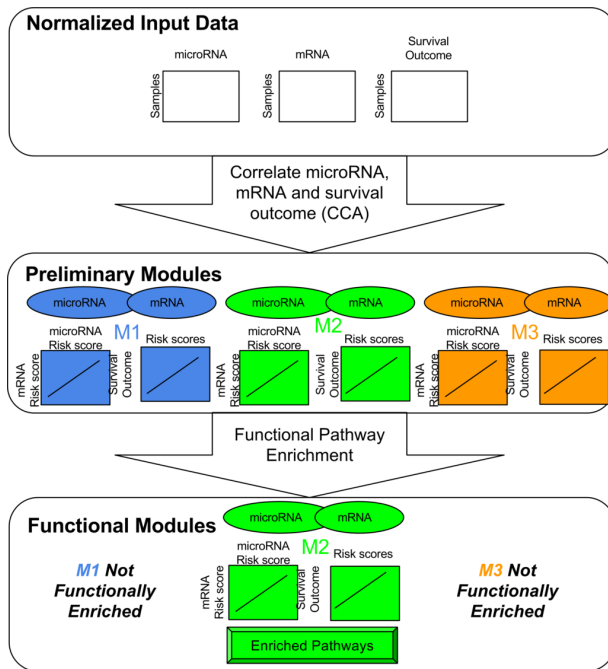 Normalized Input Data
microRNA
mRNA
Survival
Outcome
Samples
Samples
Samples
Correlate microRNA,
mRNA and survival
outcome (CCA)
Preliminary Modules
microRNA
mRNA
M1
microRNA
Risk score
mRNA
Risk score
Risk scores
Survival
Outcome
microRNA
mRNA
M2
microRNA
Risk score
mRNA
Risk score
Risk scores
Survival
Outcome
microRNA
mRNA
M3
microRNA
Risk score
mRNA
Risk score
Risk scores
Survival
Outcome
Functional Pathway
Enrichment
Functional Modules
M1 Not
Functionally
Enriched
microRNA
mRNA
M2
microRNA
Risk score
mRNA
Risk score
Risk scores
Survival
Outcome
Enriched Pathways
M3 Not
Functionally
Enriched